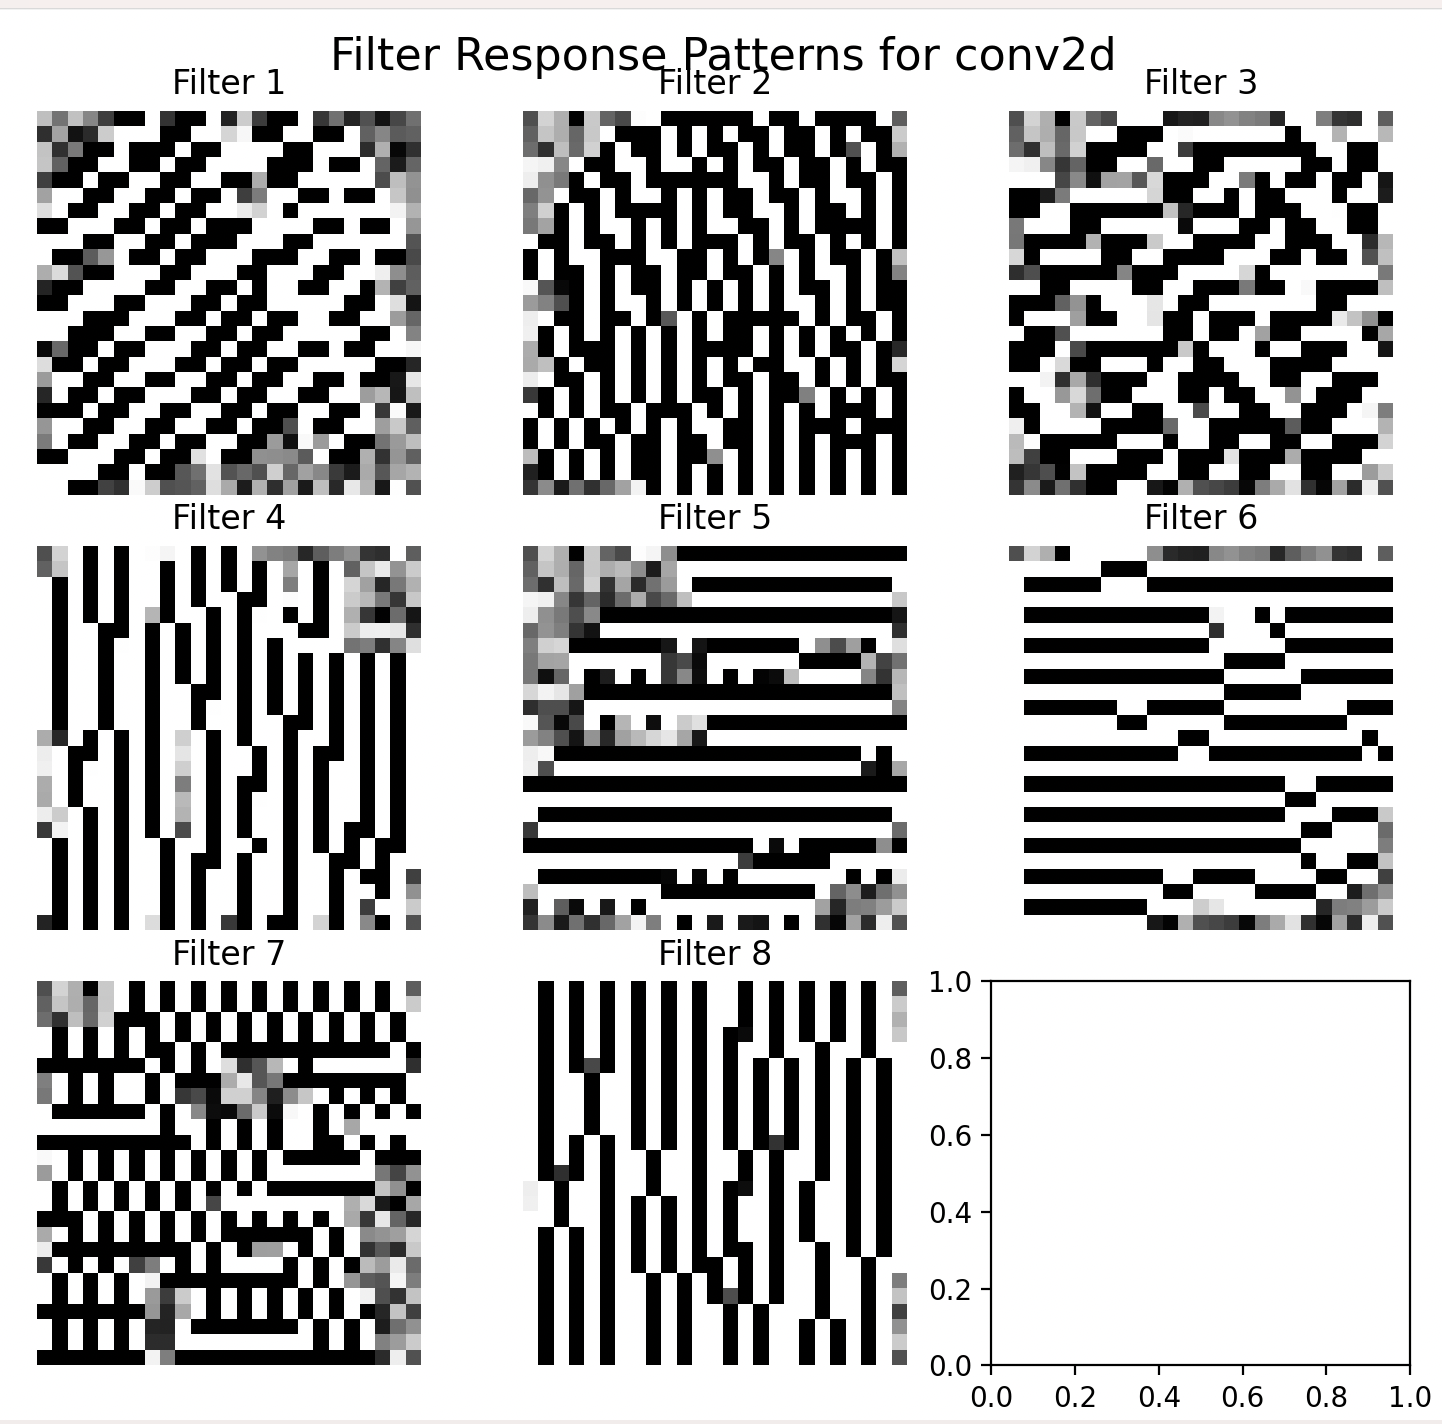 Filter Response Patterns for conv2d
Filter 1
Filter 2
Filter 3
Filter 4
Filter 5
Filter 6
Filter 7
Filter 8
1.0
0.8
0.6
0.4
0.2
0.0
0.0 0.2 0.4 0.6 0.8 1.0